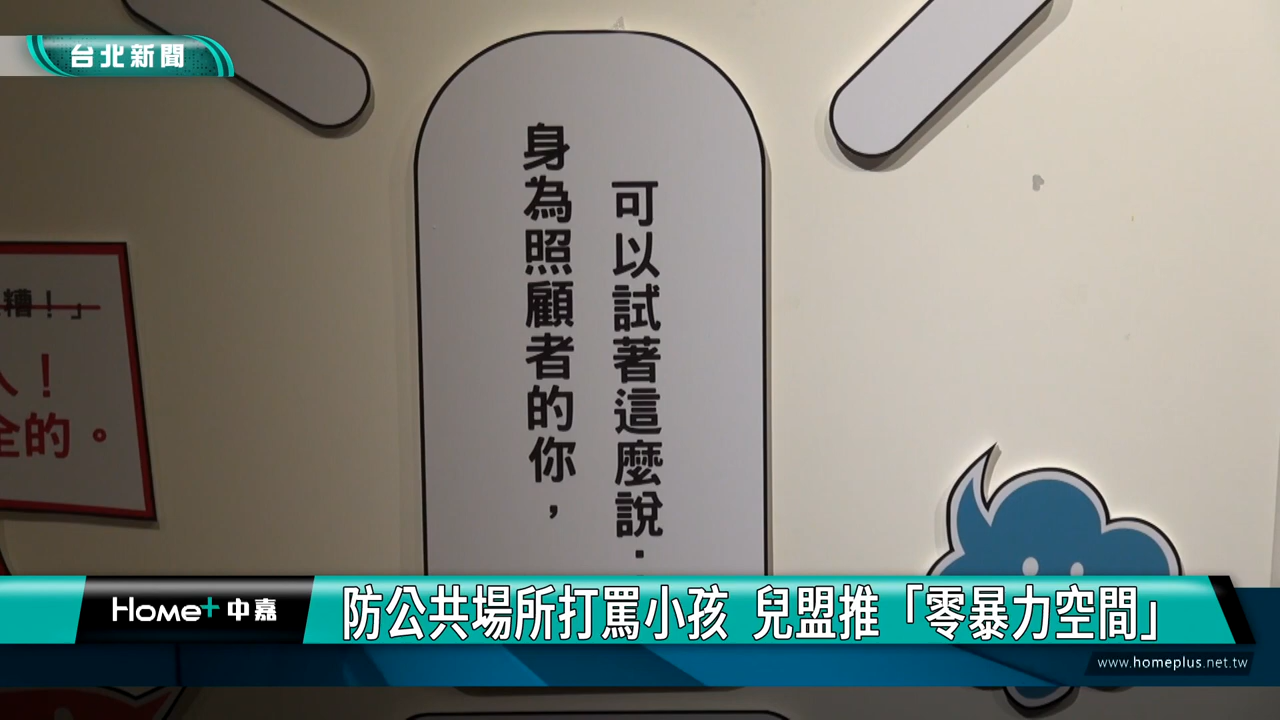 台北新聞
身為照顧者的你，
可以試著這麼說
糟！」
人！
全的。
Home+中嘉
防公共場所打罵小孩 兒盟推「零暴力空間」
www.homeplus.net.tw